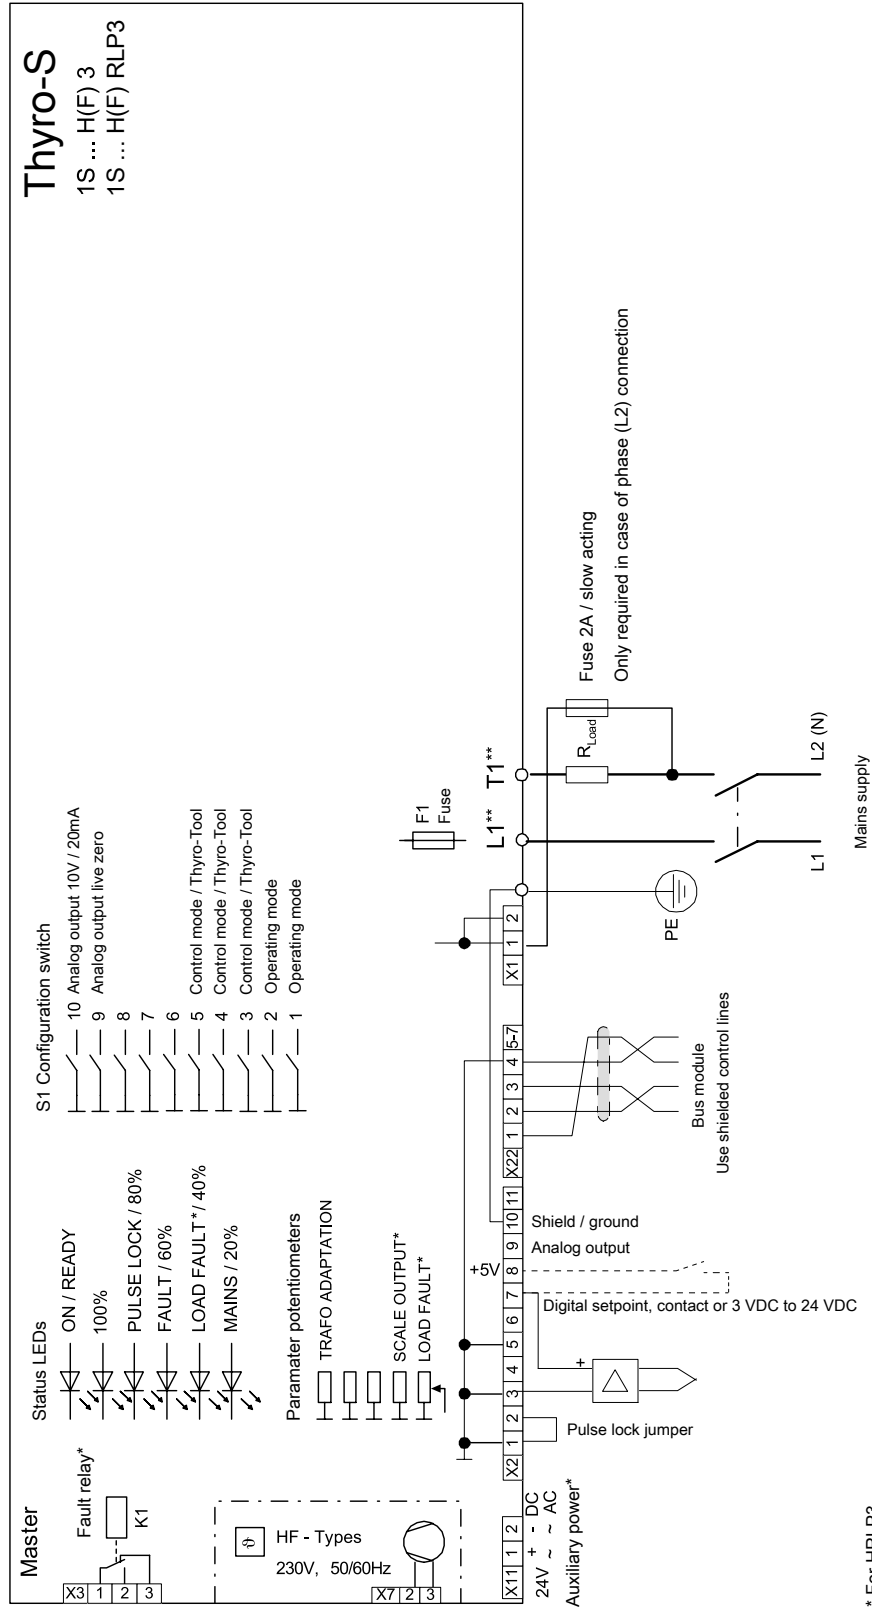 Thyro-S
1S ... H(F) 3
1S ... H(F) RLP3
Master
Fault relay*
K1
X3 1 2 3
HF - Types
230V, 50/60Hz
ϑ
X7 2 3
Status LEDs
ON / READY
100%
PULSE LOCK / 80%
FAULT / 60%
LOAD FAULT* / 40%
MAINS / 20%
S1 Configuration switch
10 Analog output 10V / 20mA
9 Analog output live zero
8
7
6
5 Control mode / Thyro-Tool
4 Control mode / Thyro-Tool
3 Control mode / Thyro-Tool
2 Operating mode
1 Operating mode
Paramater potentiometers
TRAFO ADAPTATION
SCALE OUTPUT*
LOAD FAULT*
F1
Fuse
L1** T1**
X11 1 2
+ - DC
24V ~ ~ AC
Auxiliary power*
X2 1 2 3 4 5 6 7 8 9 10 11
+5V
Pulse lock jumper
+
Digital setpoint, contact or 3 VDC to 24 VDC
Analog output
Shield / ground
X22 1 2 3 4 5-7
Bus module
Use shielded control lines
X1 1 2
PE
RLoad
Fuse 2A / slow acting
Only required in case of phase (L2) connection
L1
L2 (N)
Mains supply
* For HRLP3